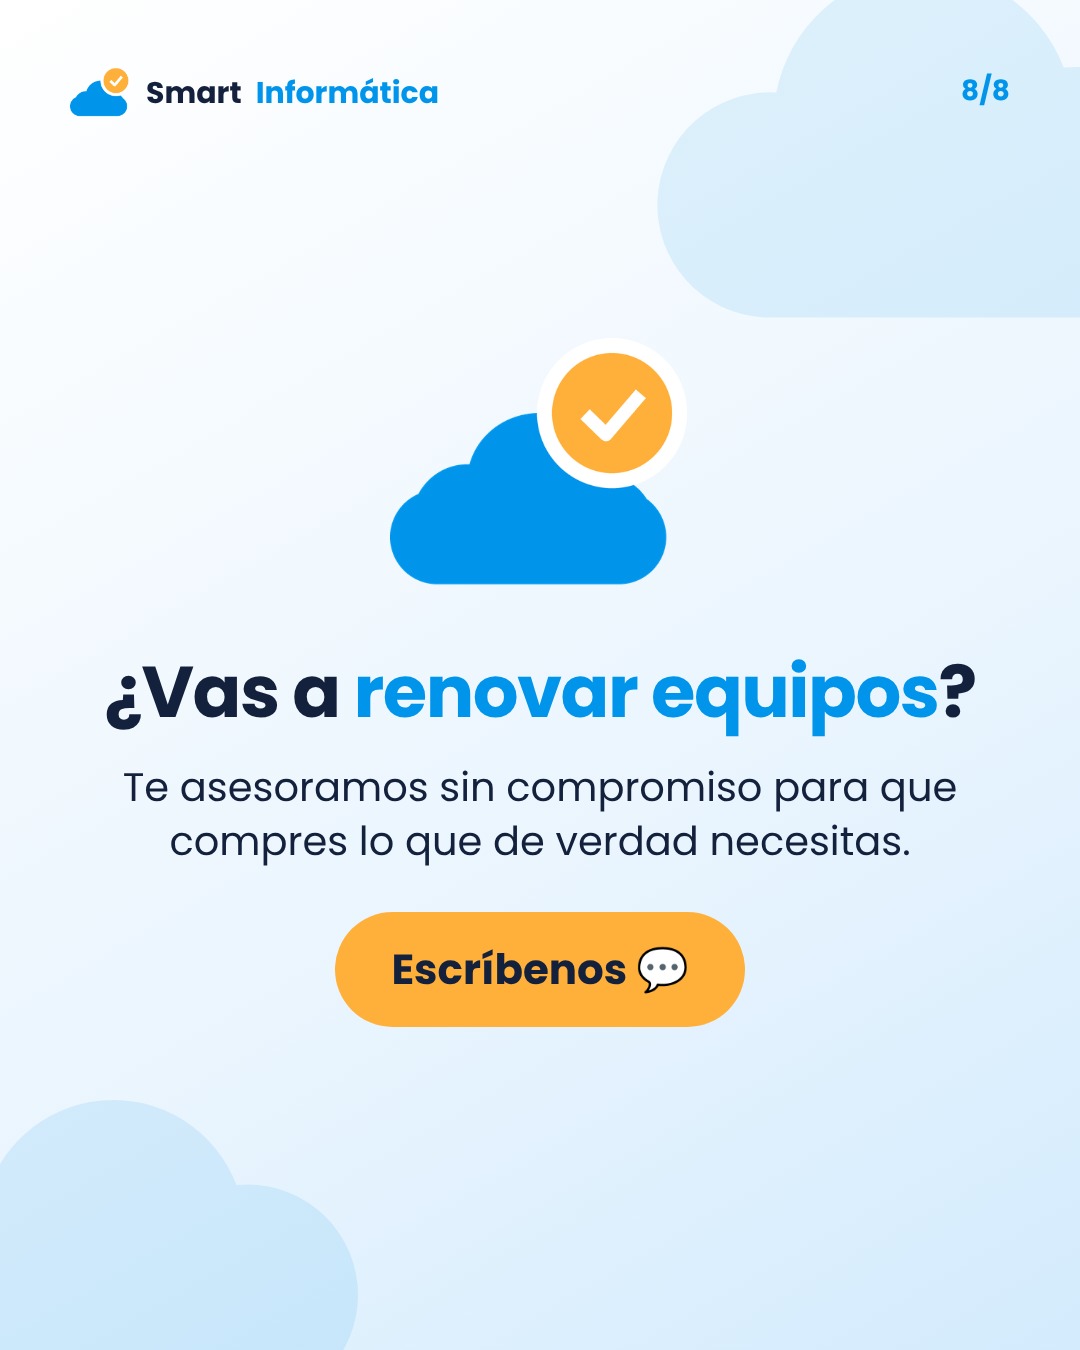 Smart Informática
8/8
¿Vas a renovar equipos?
Te asesoramos sin compromiso para que
compres lo que de verdad necesitas.
Escríbenos 💬